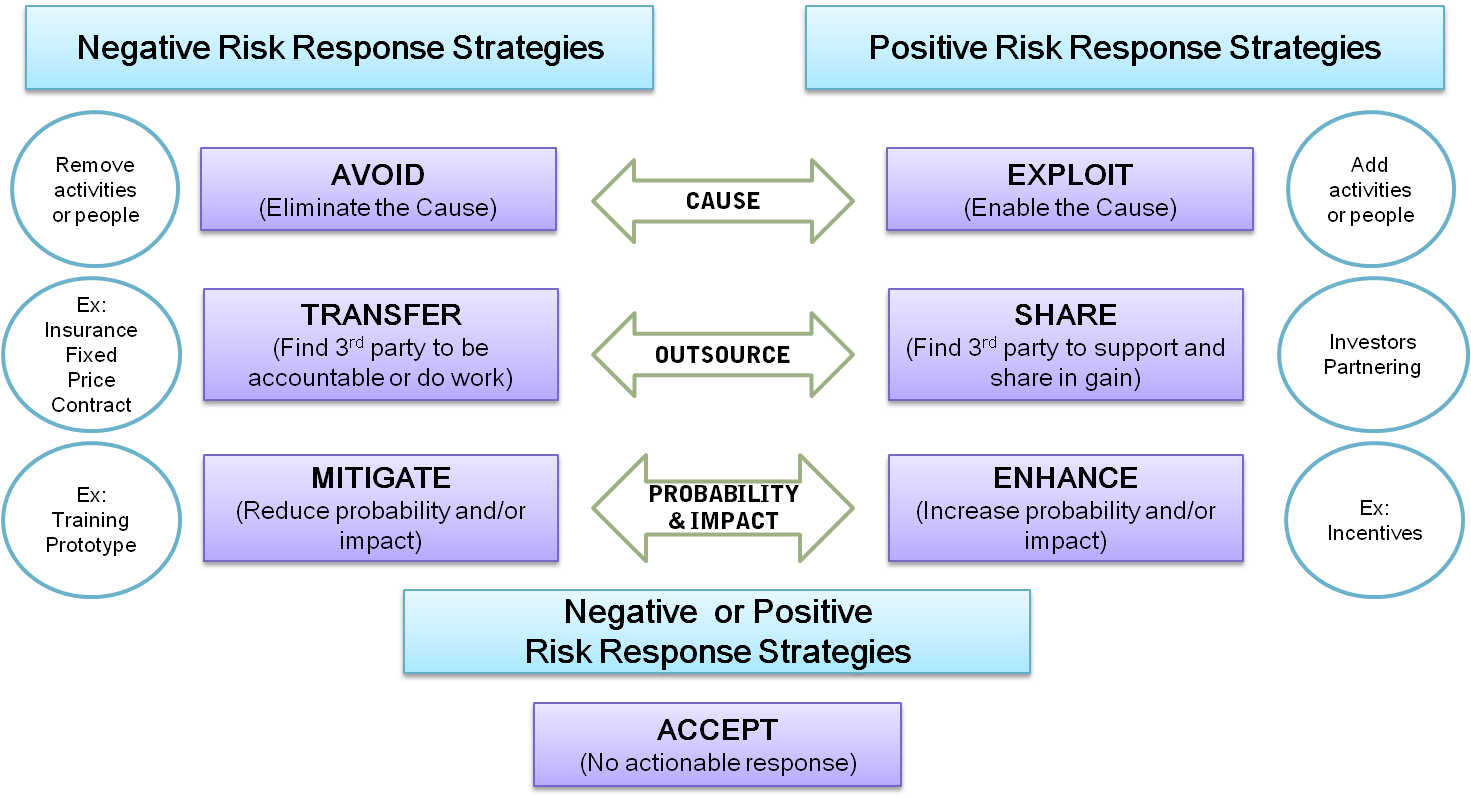 Negative Risk Response Strategies
Positive Risk Response Strategies
Remove
activities
or people
AVOID
(Eliminate the Cause)
CAUSE
EXPLOIT
(Enable the Cause)
Add
activities
or people
Ex:
Insurance
Fixed
Price
Contract
TRANSFER
(Find 3rd party to be
accountable or do work)
OUTSOURCE
SHARE
(Find 3rd party to support and
share in gain)
Investors
Partnering
Ex:
Training
Prototype
MITIGATE
(Reduce probability and/or
impact)
PROBABILITY
& IMPACT
ENHANCE
(Increase probability and/or
impact)
Ex:
Incentives
Negative or Positive
Risk Response Strategies
ACCEPT
(No actionable response)